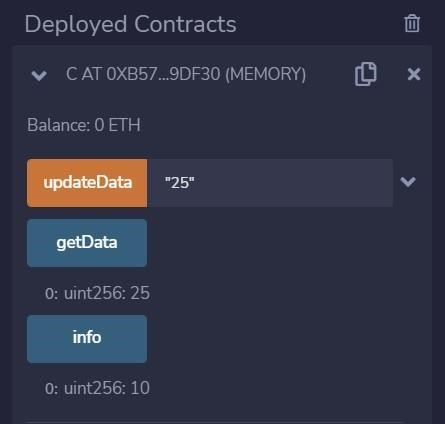 Deployed Contracts
C AT 0XB57...9DF30 (MEMORY)
Balance: 0 ETH
updateData "25"
getData
0: uint256: 25
info
0: uint256: 10